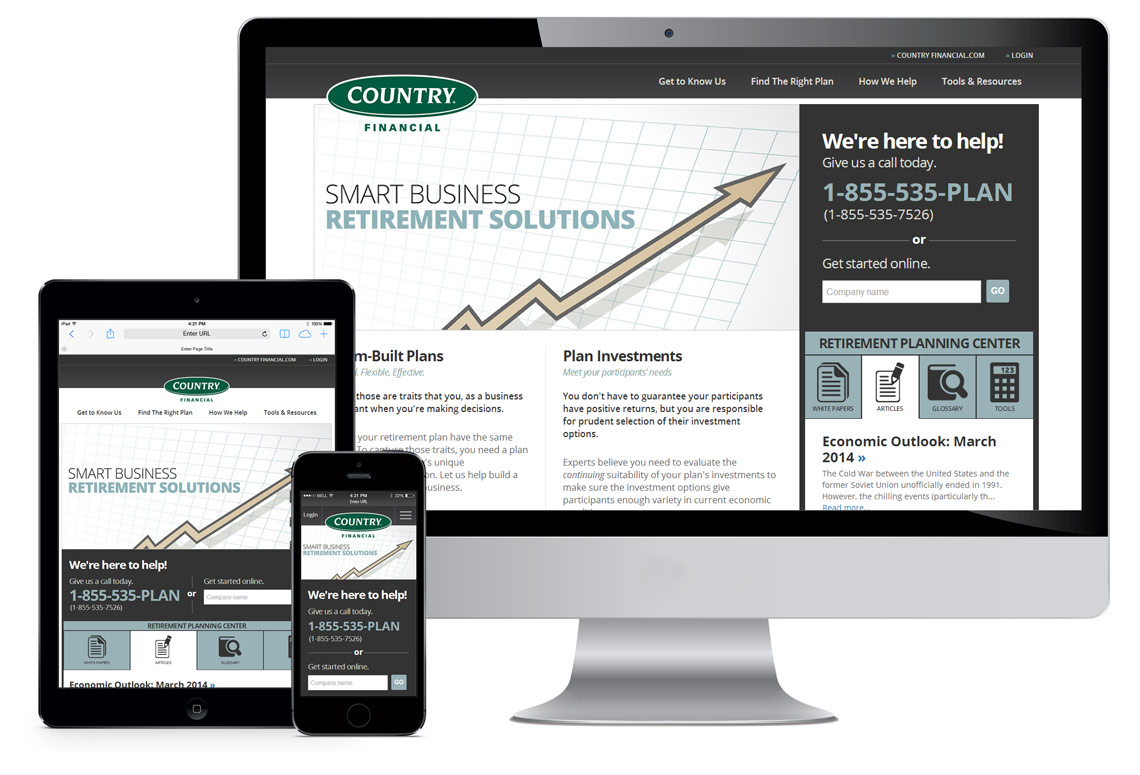 » COUNTRY FINANCIAL.COM » LOGIN
Get to Know Us Find The Right Plan How We Help Tools & Resources
COUNTRY®
FINANCIAL
SMART BUSINESS
RETIREMENT SOLUTIONS
We're here to help!
Give us a call today.
1-855-535-PLAN
(1-855-535-7526)
or
Get started online.
Company name GO
RETIREMENT PLANNING CENTER
123
WHITE PAPERS ARTICLES GLOSSARY TOOLS
Economic Outlook: March
2014 »
The Cold War between the United States and the
former Soviet Union unofficially ended in 1991.
However, the chilling events (particularly th...
Read more...
m-Built Plans
l. Flexible. Effective.
those are traits that you, as a business
ant when you're making decisions.
your retirement plan have the same
To capture those traits, you need a plan
's unique
on. Let us help build a
business.
Plan Investments
Meet your participants' needs
You don't have to guarantee your participants
have positive returns, but you are responsible
for prudent selection of their investment
options.
Experts believe you need to evaluate the
continuing suitability of your plan's investments to
make sure the investment options give
participants enough variety in current economic
iPad 4:21 PM 100%
Enter URL
Enter Page Title
» COUNTRY FINANCIAL.COM » LOGIN
COUNTRY
FINANCIAL
Get to Know Us Find The Right Plan How We Help Tools & Resources
SMART BUSINESS
RETIREMENT SOLUTIONS
We're here to help!
Give us a call today.
1-855-535-PLAN
(1-855-535-7526)
or
Get started online.
Company name
RETIREMENT PLANNING CENTER
WHITE PAPERS ARTICLES GLOSSARY
Economic Outlook: March 2014 »
BELL 4:21 PM 22%
Enter URL
Login
COUNTRY
FINANCIAL
SMART BUSINESS
RETIREMENT SOLUTIONS
We're here to help!
Give us a call today.
1-855-535-PLAN
(1-855-535-7526)
or
Get started online.
Company name GO